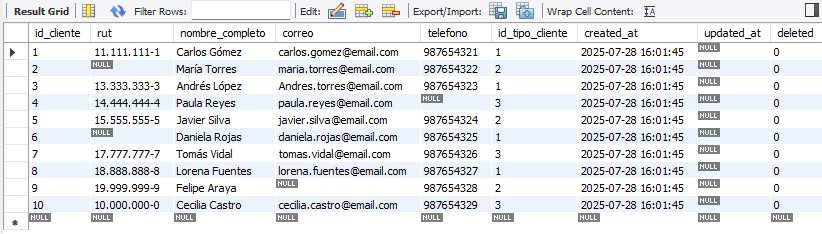 Result Grid Filter Rows: Edit: Export/Import: Wrap Cell Content: IA
id_cliente rut nombre_completo correo telefono id_tipo_cliente created_at updated_at deleted
1 11.111.111-1 Carlos Gómez carlos.gomez@email.com 987654321 1 2025-07-28 16:01:45 NULL 0
2 NULL María Torres maria.torres@email.com 987654322 2 2025-07-28 16:01:45 NULL 0
3 13.333.333-3 Andrés López Andres.torres@email.com 987654323 1 2025-07-28 16:01:45 NULL 0
4 14.444.444-4 Paula Reyes paula.reyes@email.com NULL 3 2025-07-28 16:01:45 NULL 0
5 15.555.555-5 Javier Silva javier.silva@email.com 987654324 2 2025-07-28 16:01:45 NULL 0
6 NULL Daniela Rojas daniela.rojas@email.com 987654325 1 2025-07-28 16:01:45 NULL 0
7 17.777.777-7 Tomás Vidal tomas.vidal@email.com 987654326 3 2025-07-28 16:01:45 NULL 0
8 18.888.888-8 Lorena Fuentes lorena.fuentes@email.com 987654327 1 2025-07-28 16:01:45 NULL 0
9 19.999.999-9 Felipe Araya NULL 987654328 2 2025-07-28 16:01:45 NULL 0
10 10.000.000-0 Cecilia Castro cecilia.castro@email.com 987654329 3 2025-07-28 16:01:45 NULL 0
NULL NULL NULL NULL NULL NULL NULL NULL NULL